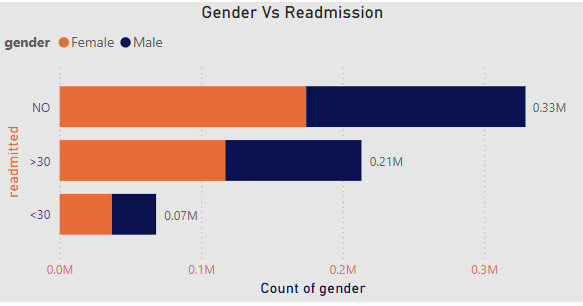 Gender Vs Readmission
gender Female Male
readmitted
NO 0.33M
>30 0.21M
<30 0.07M
0.0M 0.1M 0.2M 0.3M
Count of gender